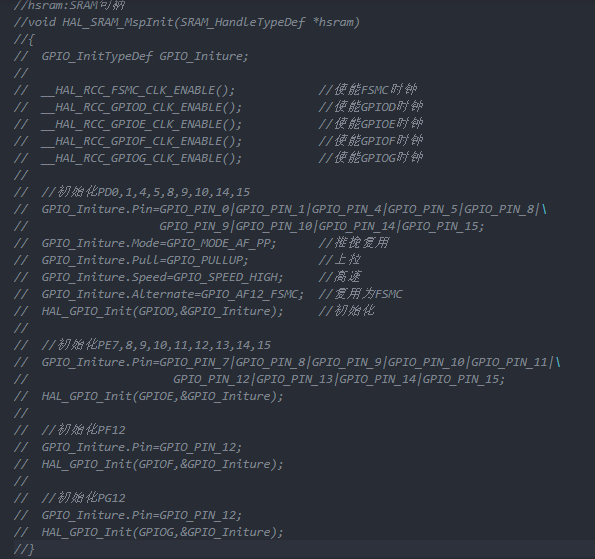 //hsram:SRAM句柄
//void HAL_SRAM_MspInit(SRAM_HandleTypeDef *hsram)
//{
//  GPIO_InitTypeDef GPIO_Initure;
//
//  __HAL_RCC_FSMC_CLK_ENABLE();            //使能FSMC时钟
//  __HAL_RCC_GPIOD_CLK_ENABLE();           //使能GPIOD时钟
//  __HAL_RCC_GPIOE_CLK_ENABLE();           //使能GPIOE时钟
//  __HAL_RCC_GPIOF_CLK_ENABLE();           //使能GPIOF时钟
//  __HAL_RCC_GPIOG_CLK_ENABLE();           //使能GPIOG时钟
//
//  //初始化PD0,1,4,5,8,9,10,14,15
//  GPIO_Initure.Pin=GPIO_PIN_0|GPIO_PIN_1|GPIO_PIN_4|GPIO_PIN_5|GPIO_PIN_8|\
//                   GPIO_PIN_9|GPIO_PIN_10|GPIO_PIN_14|GPIO_PIN_15;
//  GPIO_Initure.Mode=GPIO_MODE_AF_PP;      //推挽复用
//  GPIO_Initure.Pull=GPIO_PULLUP;          //上拉
//  GPIO_Initure.Speed=GPIO_SPEED_HIGH;     //高速
//  GPIO_Initure.Alternate=GPIO_AF12_FSMC;  //复用为FSMC
//  HAL_GPIO_Init(GPIOD,&GPIO_Initure);     //初始化
//
//  //初始化PE7,8,9,10,11,12,13,14,15
//  GPIO_Initure.Pin=GPIO_PIN_7|GPIO_PIN_8|GPIO_PIN_9|GPIO_PIN_10|GPIO_PIN_11|\
//                     GPIO_PIN_12|GPIO_PIN_13|GPIO_PIN_14|GPIO_PIN_15;
//  HAL_GPIO_Init(GPIOE,&GPIO_Initure);
//
//  //初始化PF12
//  GPIO_Initure.Pin=GPIO_PIN_12;
//  HAL_GPIO_Init(GPIOF,&GPIO_Initure);
//
//  //初始化PG12
//  GPIO_Initure.Pin=GPIO_PIN_12;
//  HAL_GPIO_Init(GPIOG,&GPIO_Initure);
//}